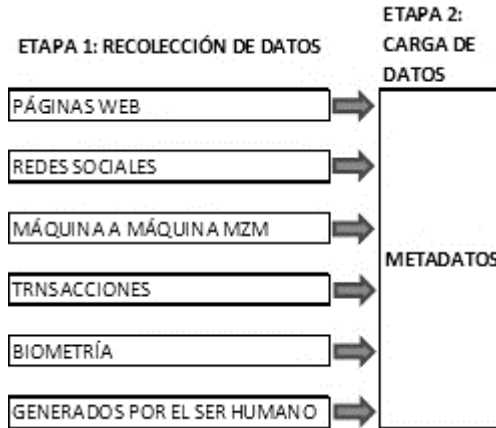 ETAPA 1: RECOLECCIÓN DE DATOS
ETAPA 2:
CARGA DE
DATOS
PÁGINAS WEB
REDES SOCIALES
MÁQUINA A MÁQUINA MZM
TRNSACCIONES
BIOMETRÍA
GENERADOS POR EL SER HUMANO
METADATOS